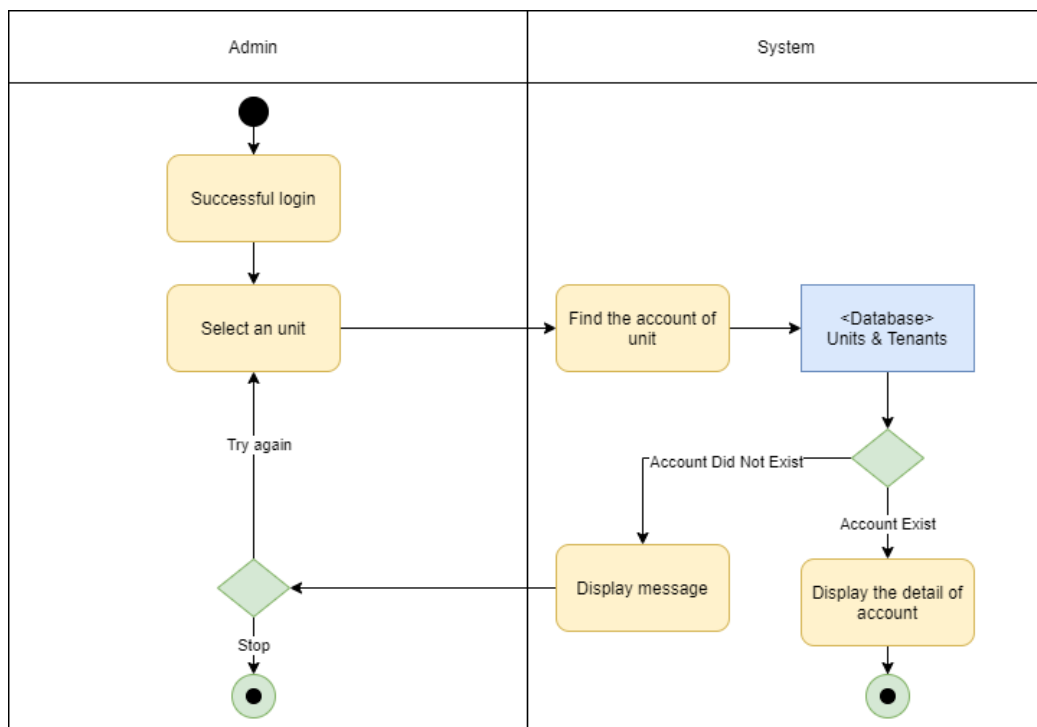 Admin
System
Successful login
Select an unit
Find the account of
unit
<Database>
Units & Tenants
Try again
Account Did Not Exist
Account Exist
Display message
Display the detail of
account
Stop